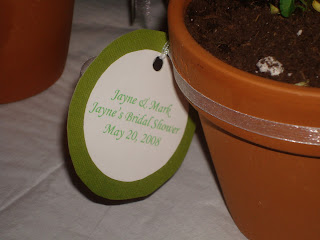 Jayne & Mark
Jayne's Bridal Shower
May 20, 2008